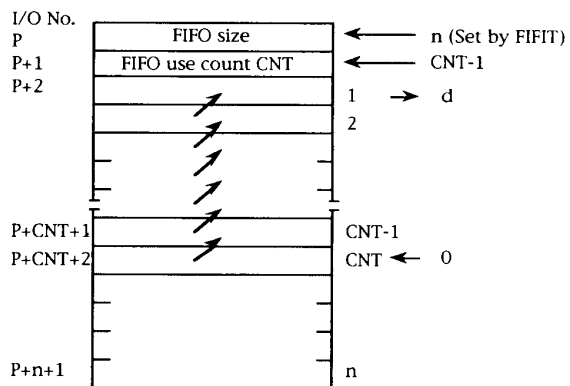 I/O No.
P FIFO size n (Set by FIFIT)
P+1 FIFO use count CNT CNT-1
P+2 1 d
2
P+CNT+1 CNT-1
P+CNT+2 CNT 0
P+n+1 n